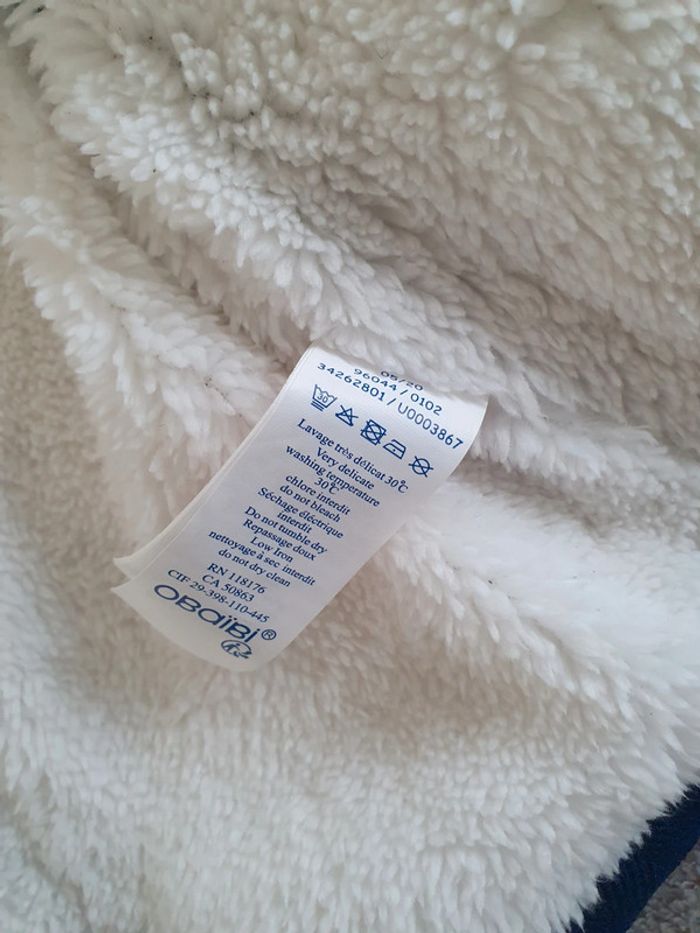 05/20
96044 / 0102
34262801 / U0003867
30
Lavage très délicat 30°C
Very delicate
washing temperature
30°C
chlore interdit
do not bleach
Séchage éléctrique
interdit
Do not tumble dry
Repassage doux
Low Iron
nettoyage à sec interdit
do not dry clean
RN 118176
CA 50863
CIF 29-398-110-445
OBAÏBI®